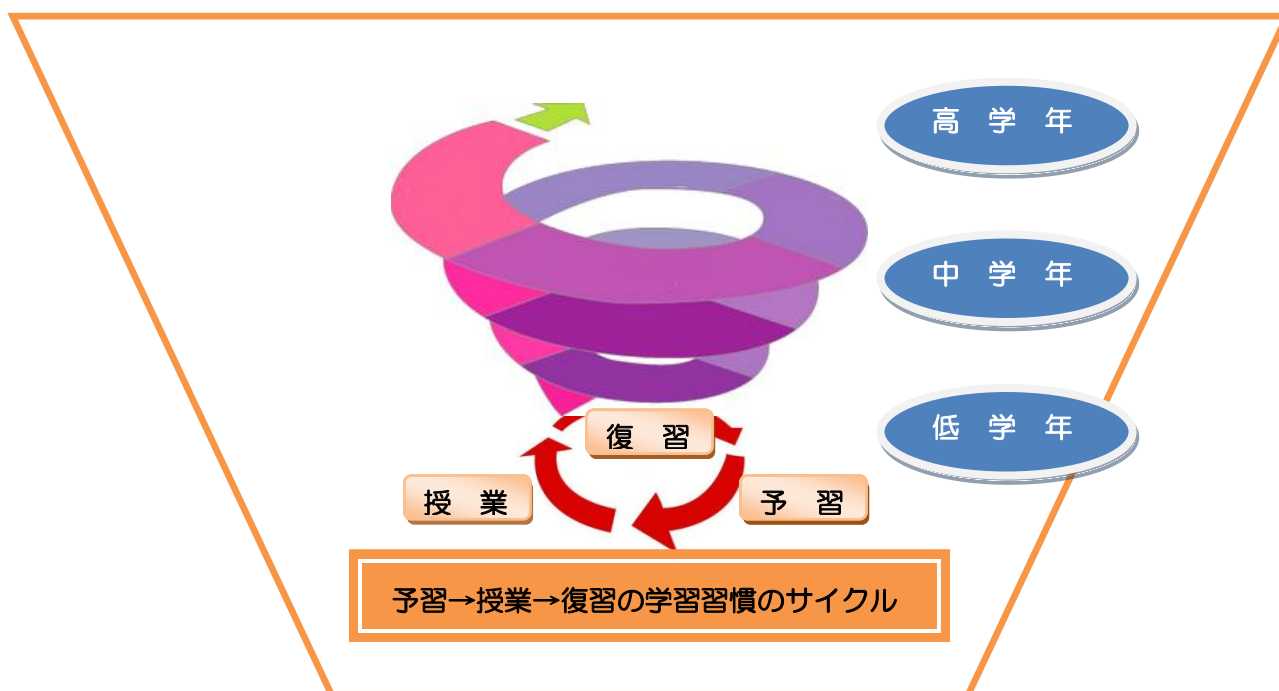 高 学 年
中 学 年
低 学 年
復 習
授 業
予 習
予習→授業→復習の学習習慣のサイクル